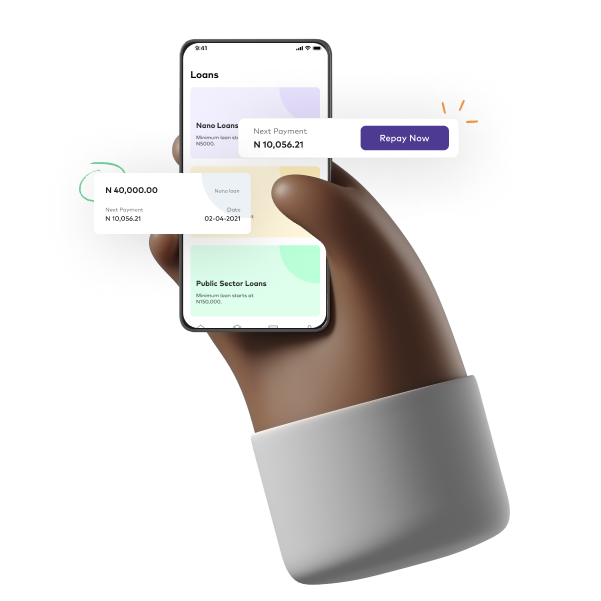 9:41
Loans
Nano Loans
Minimum loan sta
N5000.
Next Payment
N 10,056.21
Repay Now
N 40,000.00
Nano loan
Next Payment
Date
N 10,056.21
02-04-2021
Public Sector Loans
Minimum loan starts at
N150,000.